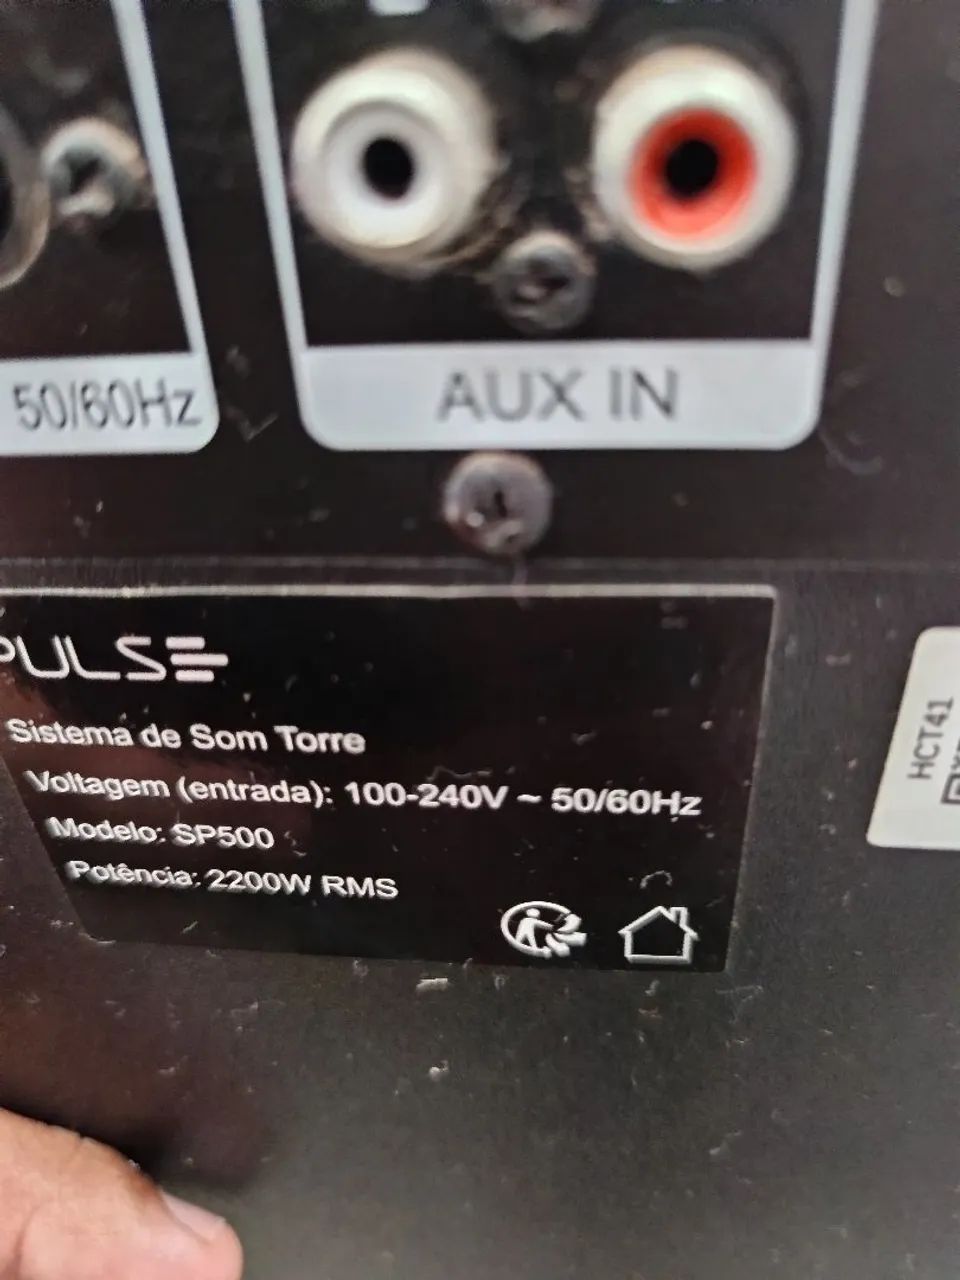 50/60Hz
AUX IN
PULSE
Sistema de Som Torre
Voltagem (entrada): 100-240V ~ 50/60Hz
Modelo: SP500
Potência: 2200W RMS
HCT41